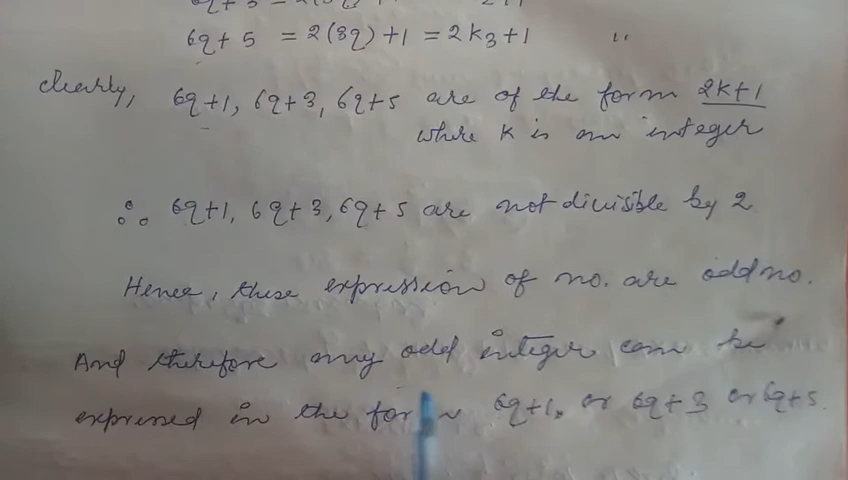 6q + 5 = 2(3q) + 1 = 2k3 + 1 "
Clearly, 6q+1, 6q+3, 6q+5 are of the form 2K+1
where K is an integer
∴ 6q+1, 6q+3, 6q+5 are not divisible by 2
Hence, these expression of no. are odd no.
And therefore any odd integer can be
expressed in the form 6q+1, or 6q+3 or 6q+5